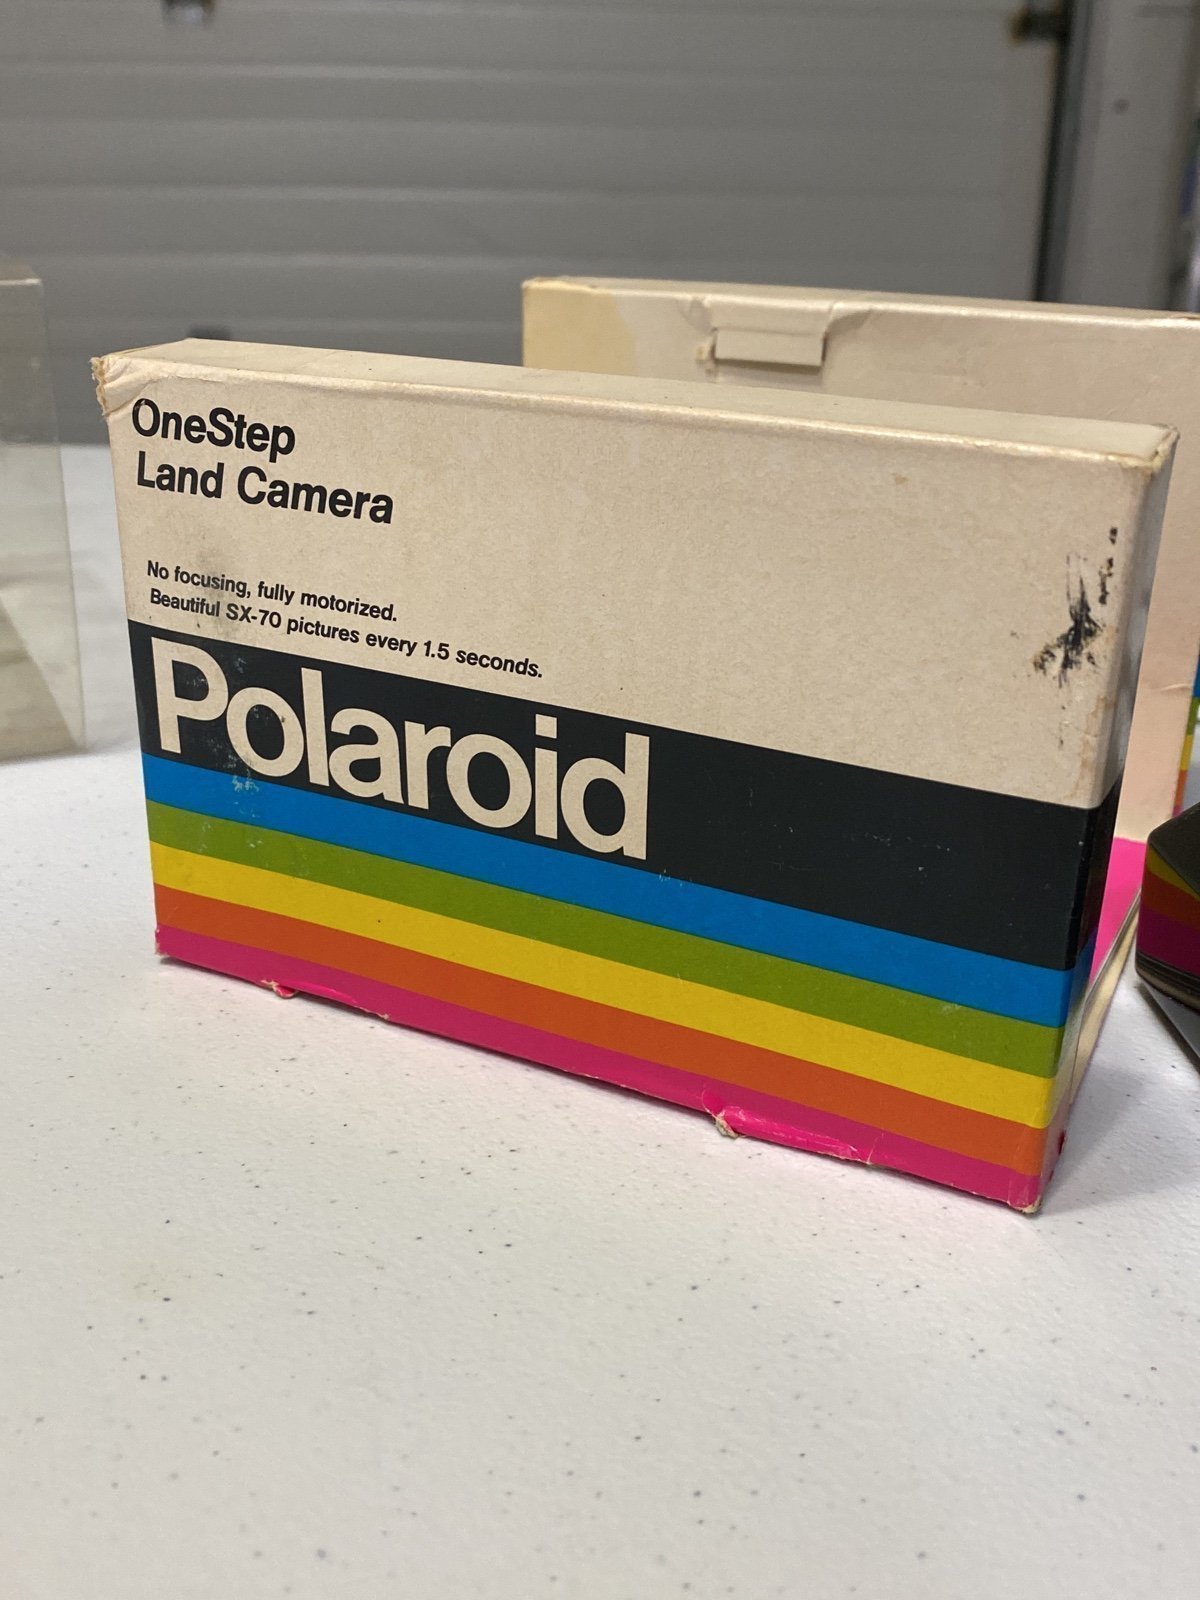 OneStep
Land Camera
No focusing, fully motorized.
Beautiful SX-70 pictures every 1.5 seconds.
Polaroid